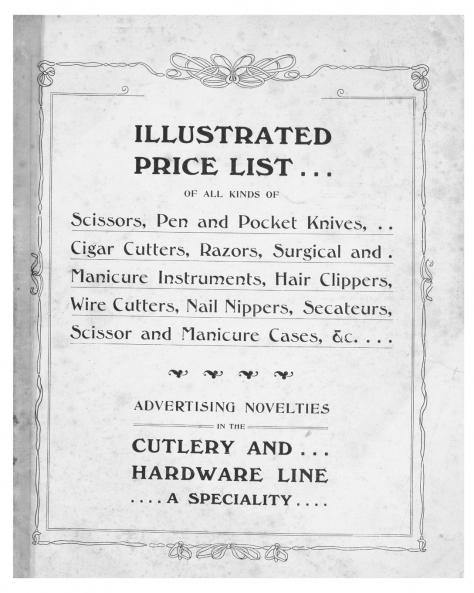 ILLUSTRATED
PRICE LIST ...
OF ALL KINDS OF
Scissors, Pen and Pocket Knives, ..
Cigar Cutters, Razors, Surgical and .
Manicure Instruments, Hair Clippers,
Wire Cutters, Nail Nippers, Secateurs,
Scissor and Manicure Cases, &c. ....
ADVERTISING NOVELTIES
IN THE
CUTLERY AND ...
HARDWARE LINE
.... A SPECIALITY ....